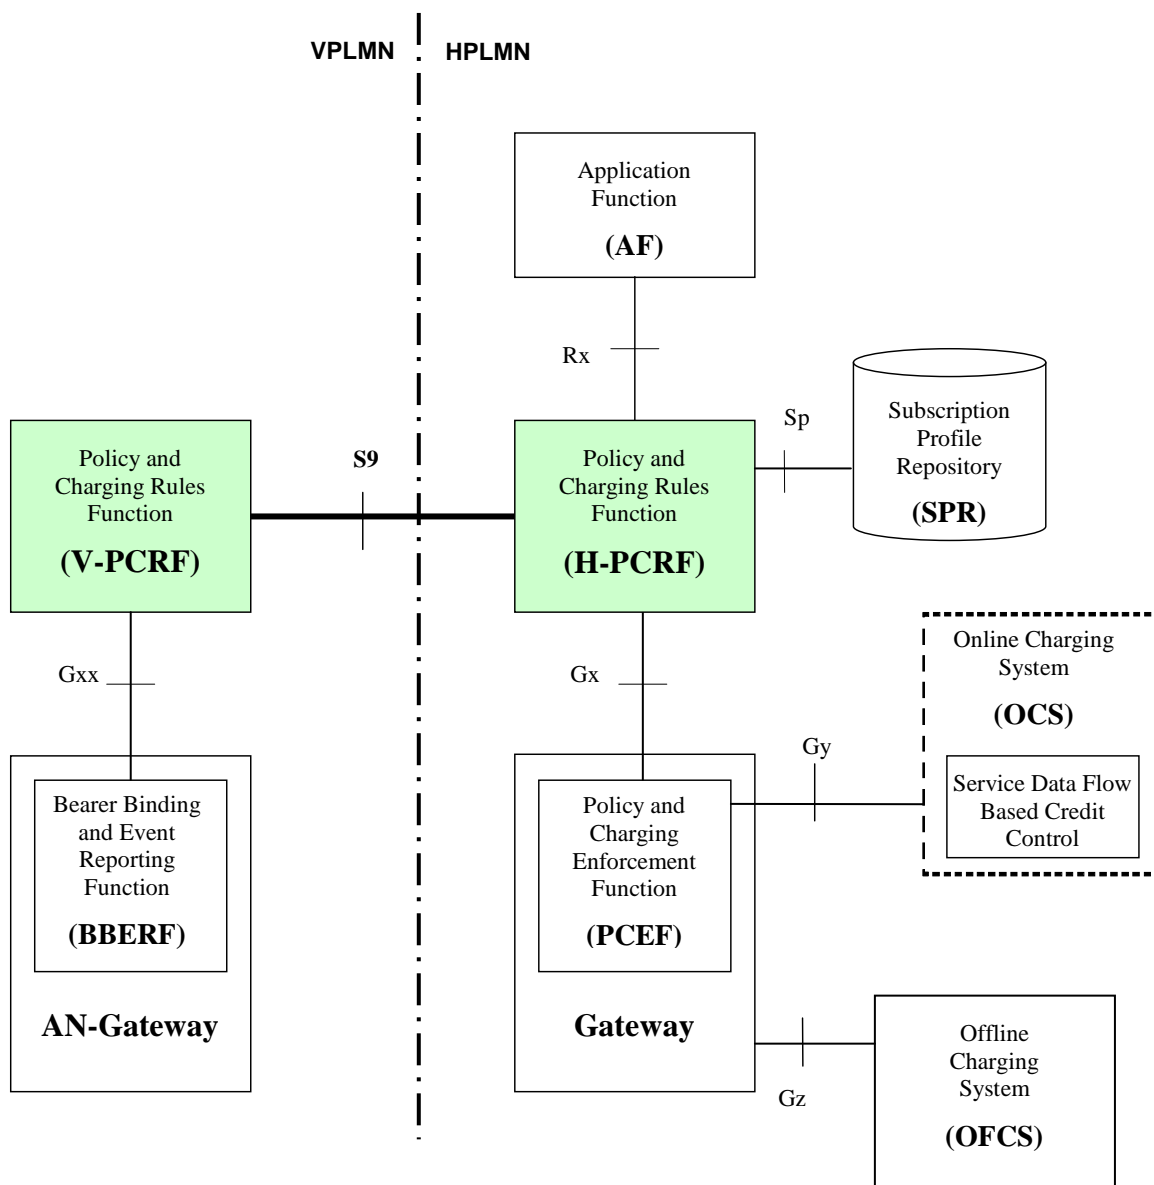 VPLMN
HPLMN
Application
Function
(AF)
Rx
Sp
Subscription
Profile
Repository
(SPR)
Policy and
Charging Rules
Function
(V-PCRF)
S9
Policy and
Charging Rules
Function
(H-PCRF)
Gxx
Gx
Online Charging
System
(OCS)
Gy
Service Data Flow
Based Credit
Control
Bearer Binding
and Event
Reporting
Function
(BBERF)
AN-Gateway
Policy and
Charging
Enforcement
Function
(PCEF)
Gateway
Gz
Offline
Charging
System
(OFCS)